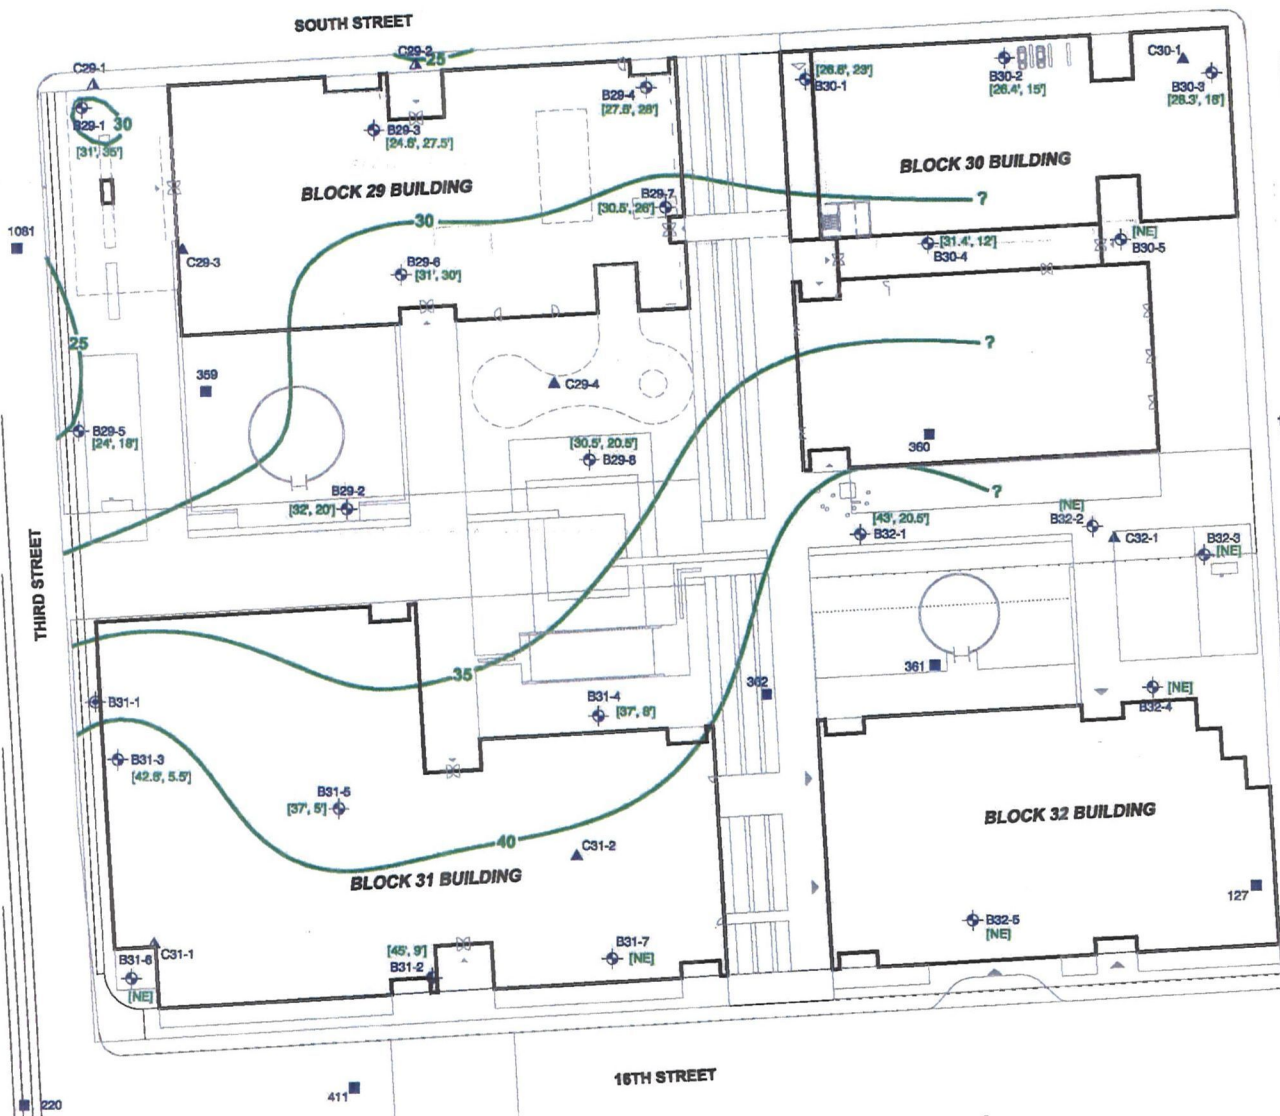 SOUTH STREET
C29-2
25
C29-1
B29-1
30
[31', 35']
B29-3
[24.6', 27.5']
B29-4
[27.6', 28']
[26.6', 23']
B30-1
B30-2
[26.4', 15']
C30-1
B30-3
[28.3', 16']
BLOCK 29 BUILDING
BLOCK 30 BUILDING
B29-7
[30.5', 26']
30
?
1081
C29-3
B29-6
[31', 30']
[31.4', 12']
B30-4
[NE]
B30-5
25
359
C29-4
?
B29-5
[24', 18']
[30.5', 20.5']
B29-8
360
B29-2
[32', 20']
?
[43', 20.5']
B32-1
[NE]
B32-2
C32-1
B32-3
[NE]
THIRD STREET
35
361
362
B31-1
B31-4
[37', 8']
[NE]
B32-4
B31-3
[42.8', 5.5']
B31-5
[37', 5']
40
C31-2
BLOCK 31 BUILDING
BLOCK 32 BUILDING
127
C31-1
B31-6
[NE]
[45', 9']
B31-2
B31-7
[NE]
B32-5
[NE]
16TH STREET
411
220